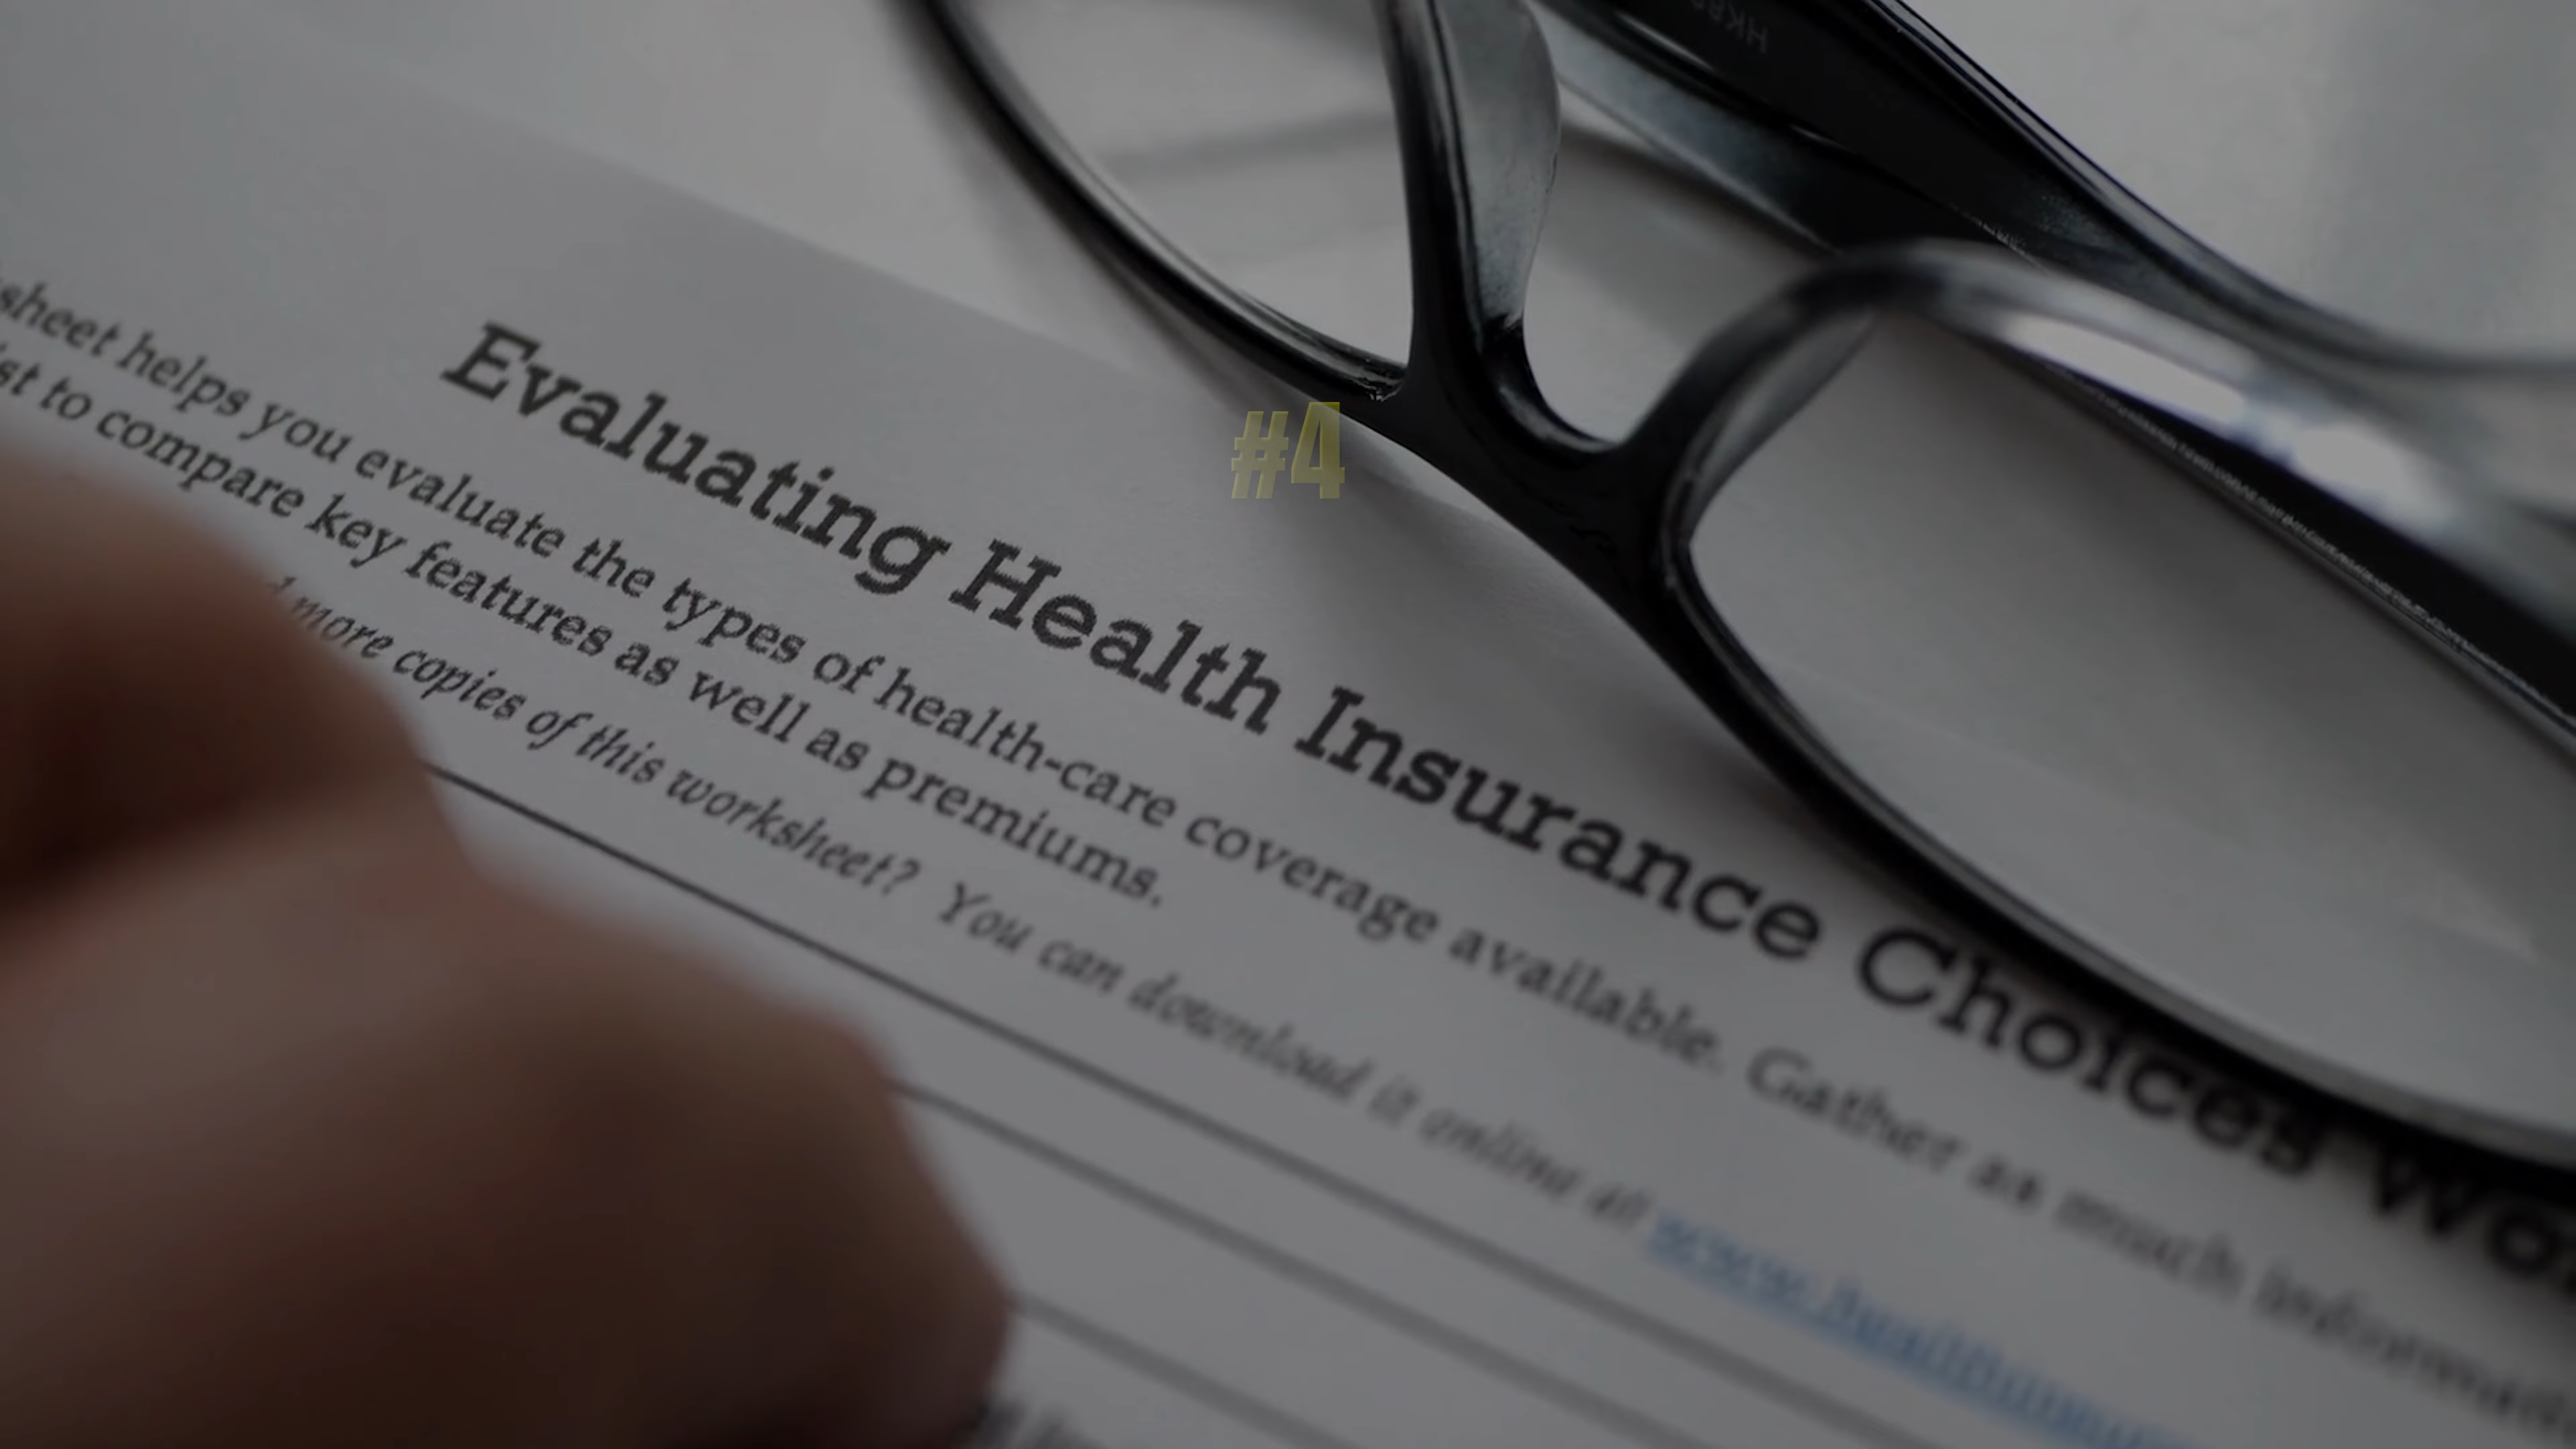 #4
Evaluating Health Insurance Choices
sheet helps you evaluate the types of health-care coverage available. Gather as much
st to compare key features as well as premiums.
more copies of this worksheet? You can download it online at